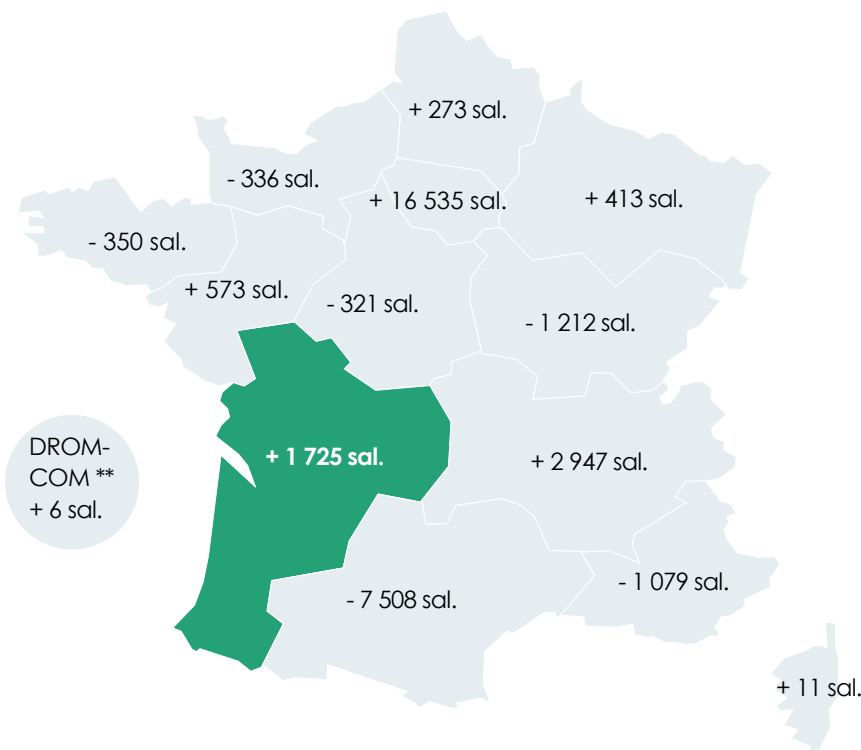 + 273 sal.
- 336 sal.
+ 16 535 sal.
+ 413 sal.
- 350 sal.
+ 573 sal.
- 321 sal.
- 1 212 sal.
DROM-
COM **
+ 6 sal.
+ 1 725 sal.
+ 2 947 sal.
- 7 508 sal.
- 1 079 sal.
+ 11 sal.